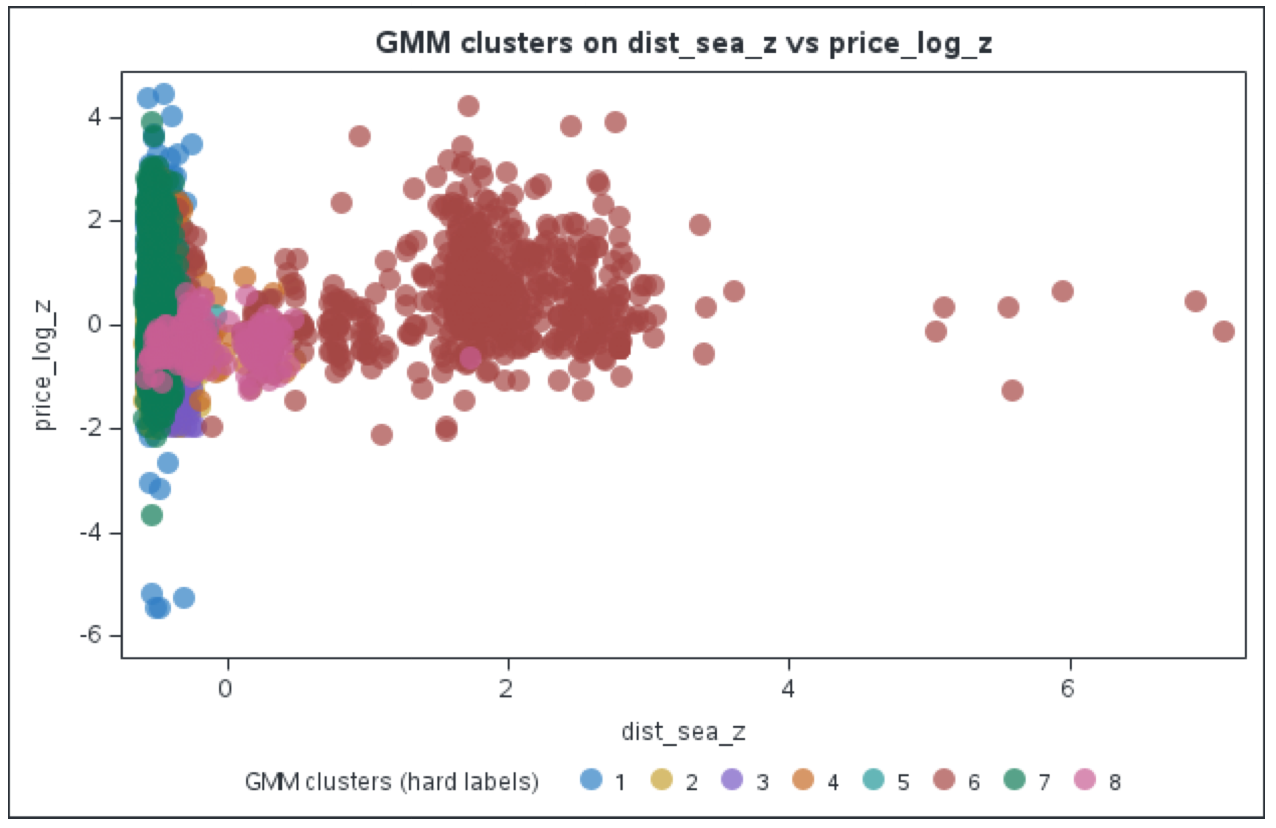 GMM clusters on dist_sea_z vs price_log_z
4
2
0
-2
-4
-6
price_log_z
0 2 4 6
dist_sea_z
GMM clusters (hard labels) 1 2 3 4 5 6 7 8